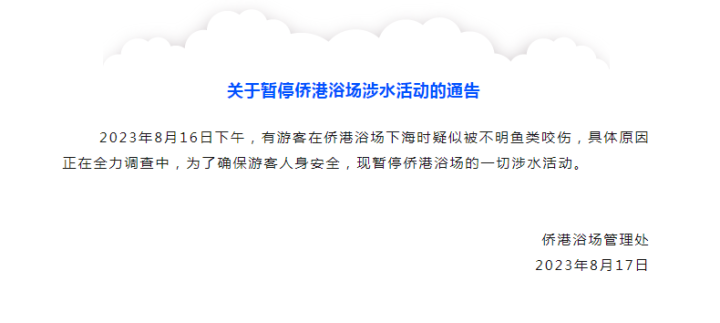 关于暂停侨港浴场涉水活动的通告
2023年8月16日下午，有游客在侨港浴场下海时疑似被不明鱼类咬伤，具体原因
正在全力调查中，为了确保游客人身安全，现暂停侨港浴场的一切涉水活动。
侨港浴场管理处
2023年8月17日